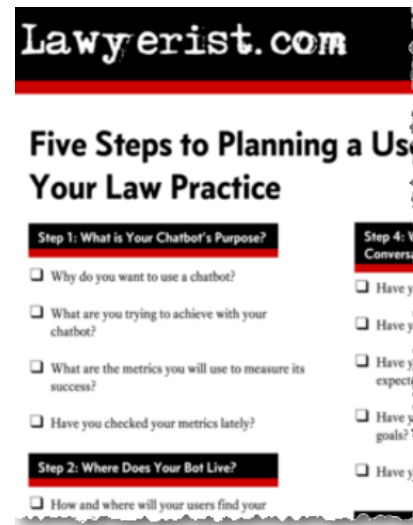 Lawyerist.com
Five Steps to Planning a Us
Your Law Practice
Step 1: What is Your Chatbot's Purpose?
❑ Why do you want to use a chatbot?
❑ What are you trying to achieve with your
chatbot?
❑ What are the metrics you will use to measure its
success?
❑ Have you checked your metrics lately?
Step 2: Where Does Your Bot Live?
❑ How and where will your users find your
Step 4:
Convers
❑ Have
❑ Have
❑ Have
expect
❑ Have
goals?
❑ Have